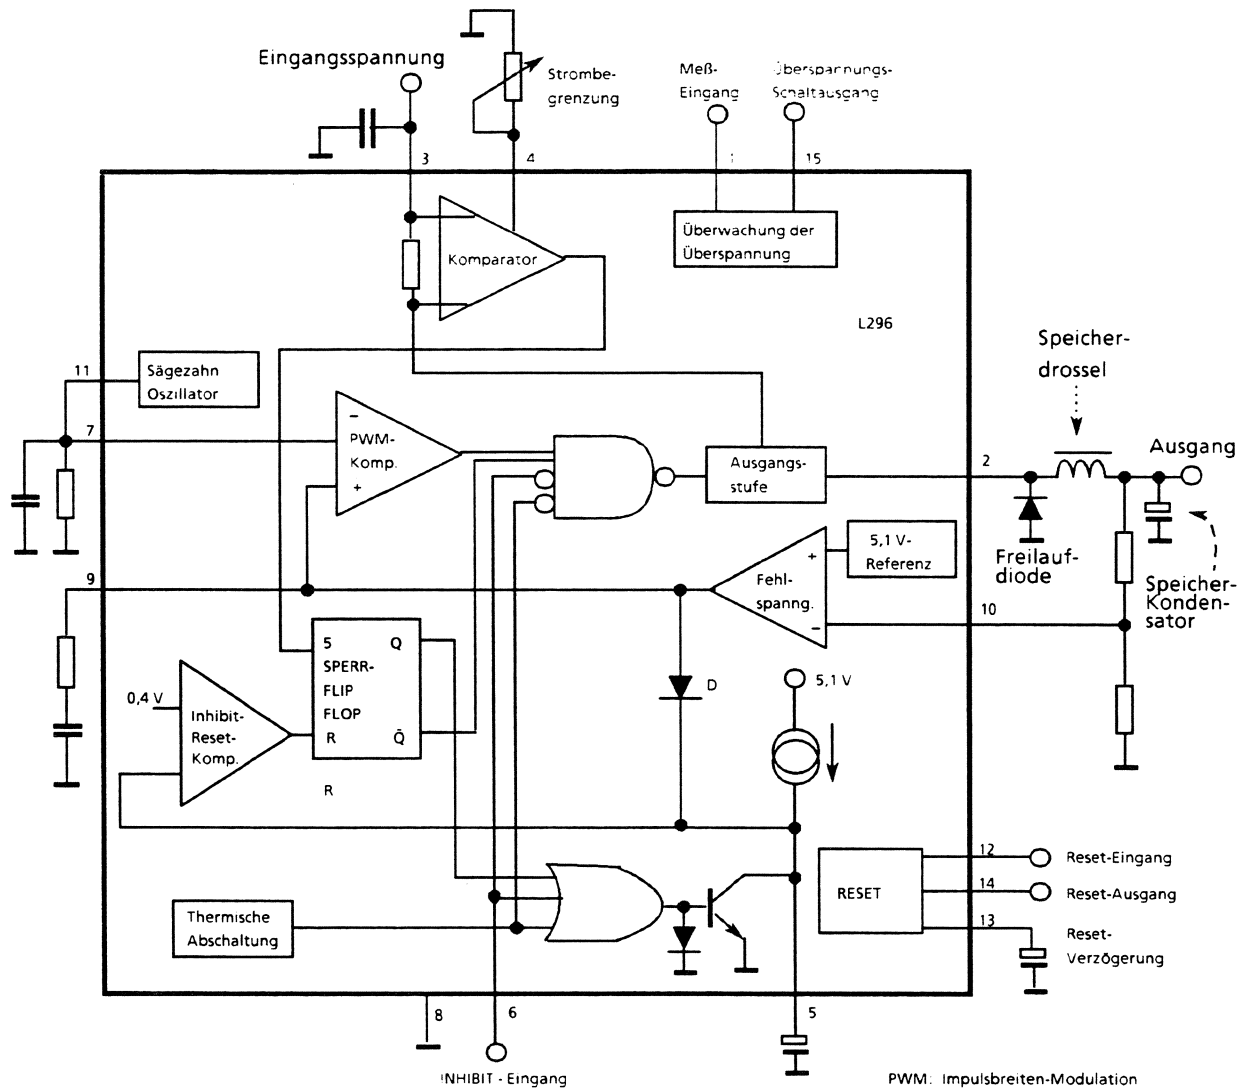 Eingangsspannung
Strombe-
grenzung
Meß-
Eingang
Überspannungs-
Schaltausgang
3
4
1
15
Überwachung der
Überspannung
Komparator
L296
Speicher-
drossel
11
Sägezahn
Oszillator
7
–
PWM-
Komp.
+
Ausgangs-
stufe
2
Ausgang
5,1 V-
Referenz
+
Fehl-
spanng.
–
Freilauf-
diode
Speicher-
Konden-
sator
9
10
5 Q
SPERR-
FLIP
FLOP
R Q̄
R
0,4 V
Inhibit-
Reset-
Komp.
D
5,1 V
12
Reset-Eingang
RESET
14
Reset-Ausgang
13
Reset-
Verzögerung
Thermische
Abschaltung
8
6
5
INHIBIT - Eingang
PWM: Impulsbreiten-Modulation